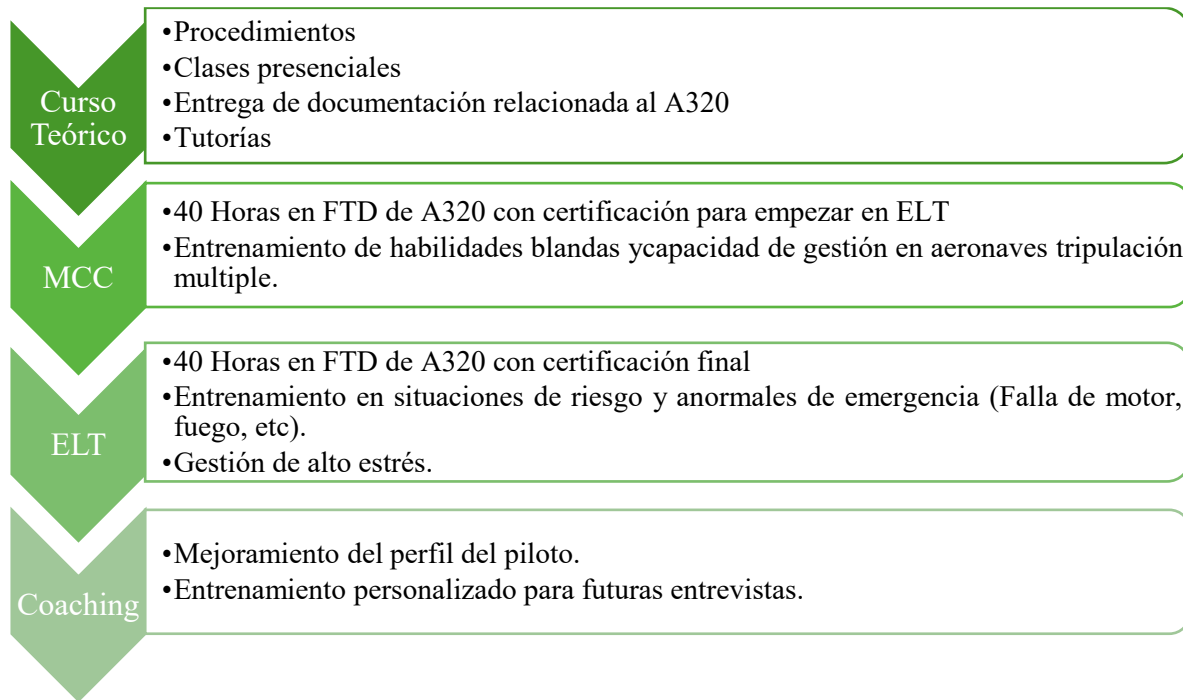 Curso
Teórico
•Procedimientos
•Clases presenciales
•Entrega de documentación relacionada al A320
•Tutorías
MCC
•40 Horas en FTD de A320 con certificación para empezar en ELT
•Entrenamiento de habilidades blandas ycapacidad de gestión en aeronaves tripulación
multiple.
ELT
•40 Horas en FTD de A320 con certificación final
•Entrenamiento en situaciones de riesgo y anormales de emergencia (Falla de motor,
fuego, etc).
•Gestión de alto estrés.
Coaching
•Mejoramiento del perfil del piloto.
•Entrenamiento personalizado para futuras entrevistas.